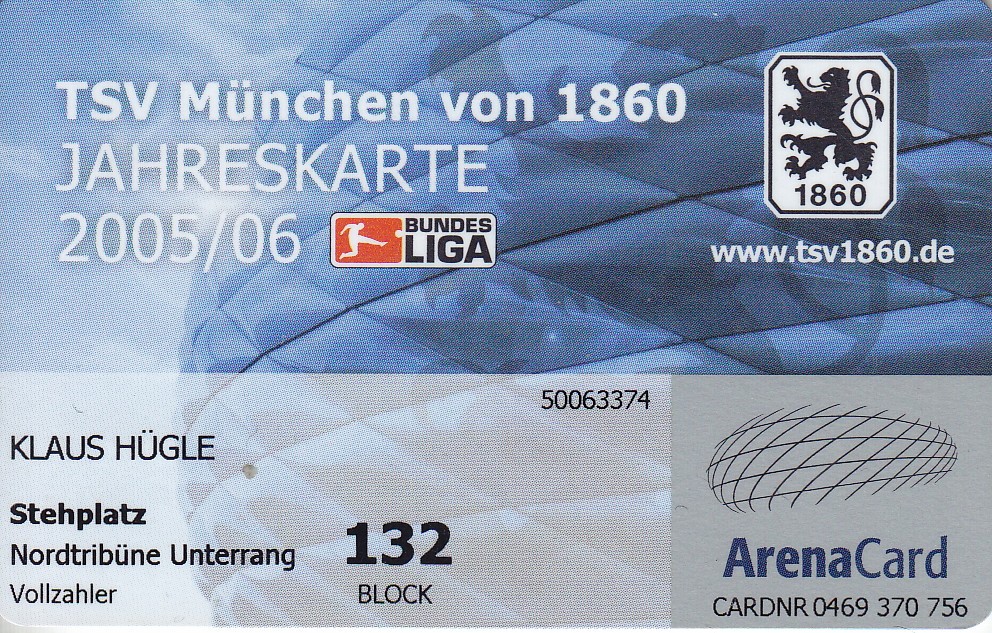 TSV München von 1860
JAHRESKARTE
2005/06
BUNDES
LIGA
1860
www.tsv1860.de
50063374
KLAUS HÜGLE
Stehplatz
Nordtribüne Unterrang
Vollzahler
132
BLOCK
ArenaCard
CARDNR 0469 370 756